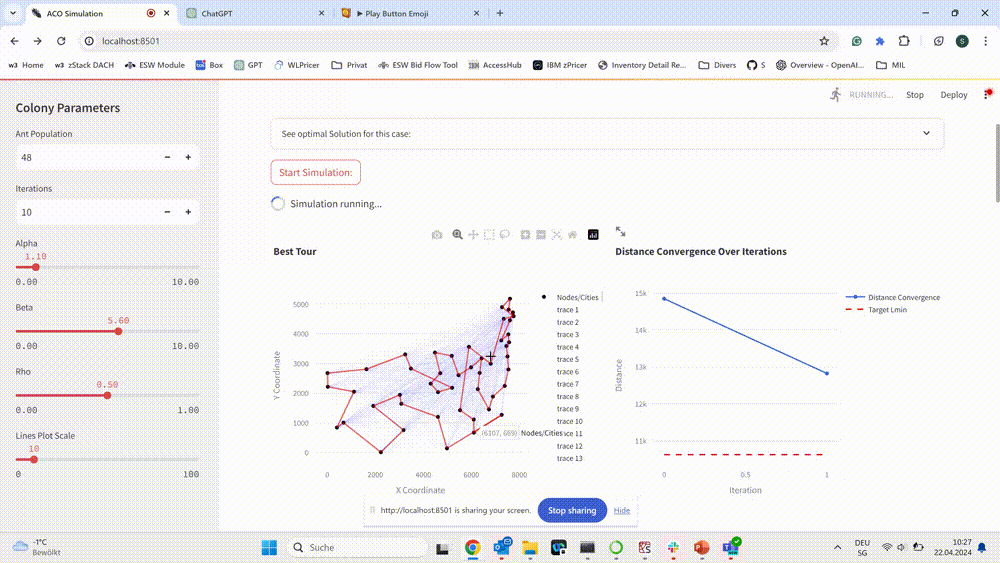 ACO Simulation
ChatGPT
▶ Play Button Emoji
localhost:8501
S
w3 Home
w3 zStack DACH
ESW Module
Box
GPT
WLPricer
Privat
ESW Bid Flow Tool
IBM AccessHub
IBM zPricer
Inventory Detail Re...
Divers
S
Overview - OpenAI...
MIL
RUNNING...
Stop
Deploy
Colony Parameters
Ant Population
48
Iterations
10
Alpha
1.10
0.00 10.00
Beta
5.60
0.00 10.00
Rho
0.50
0.00 1.00
Lines Plot Scale
10
0 100
See optimal Solution for this case:
Start Simulation:
Simulation running...
Best Tour
5000
4000
3000
2000
1000
0
Y Coordinate
0 2000 4000 6000 8000
X Coordinate
(6107, 669) Nodes/Cities
Nodes/Cities
trace 1
trace 2
trace 3
trace 4
trace 5
trace 6
trace 7
trace 8
trace 9
trace 10
trace 11
trace 12
trace 13
Distance Convergence Over Iterations
15k
14k
13k
12k
11k
Distance
0 0.5 1
Iteration
Distance Convergence
Target Lmin
http://localhost:8501 is sharing your screen.
Stop sharing
Hide
-1°C
Bewölkt
Suche
DEU
SG
10:27
22.04.2024